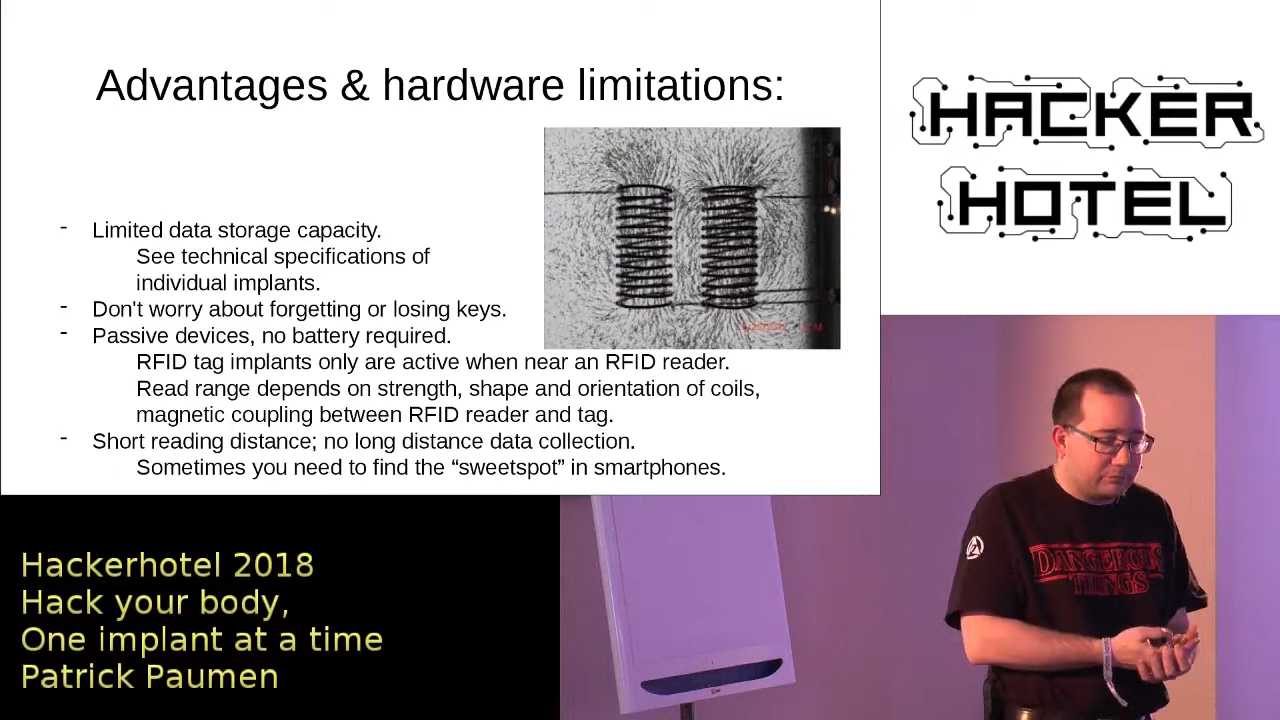 Advantages & hardware limitations:
- Limited data storage capacity.
See technical specifications of
individual implants.
- Don't worry about forgetting or losing keys.
- Passive devices, no battery required.
RFID tag implants only are active when near an RFID reader.
Read range depends on strength, shape and orientation of coils,
magnetic coupling between RFID reader and tag.
- Short reading distance; no long distance data collection.
Sometimes you need to find the “sweetspot” in smartphones.
HACKER
HOTEL
DANGEROUS
THINGS
Hackerhotel 2018
Hack your body,
One implant at a time
Patrick Paumen